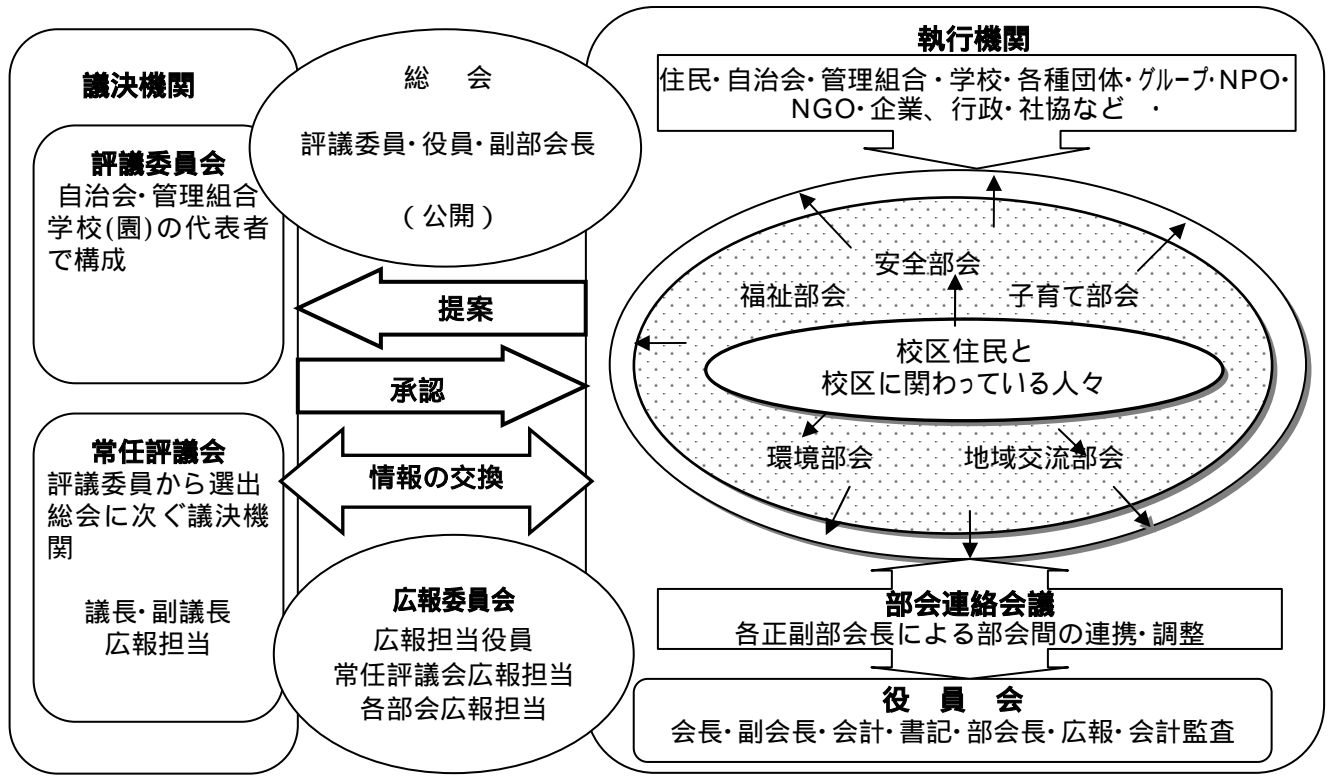 議決機関
評議委員会
自治会・管理組合
学校(園)の代表者
で構成
常任評議会
評議委員から選出
総会に次ぐ議決機
関
議長・副議長
広報担当
総　会
評議委員・役員・副部会長
(公開)
提案
承認
情報の交換
広報委員会
広報担当役員
常任評議会広報担当
各部会広報担当
執行機関
住民・自治会・管理組合・学校・各種団体・グループ・NPO・
NGO・企業、行政・社協など　・
安全部会
福祉部会
子育て部会
校区住民と
校区に関わっている人々
環境部会
地域交流部会
部会連絡会議
各正副部会長による部会間の連携・調整
役　員　会
会長・副会長・会計・書記・部会長・広報・会計監査